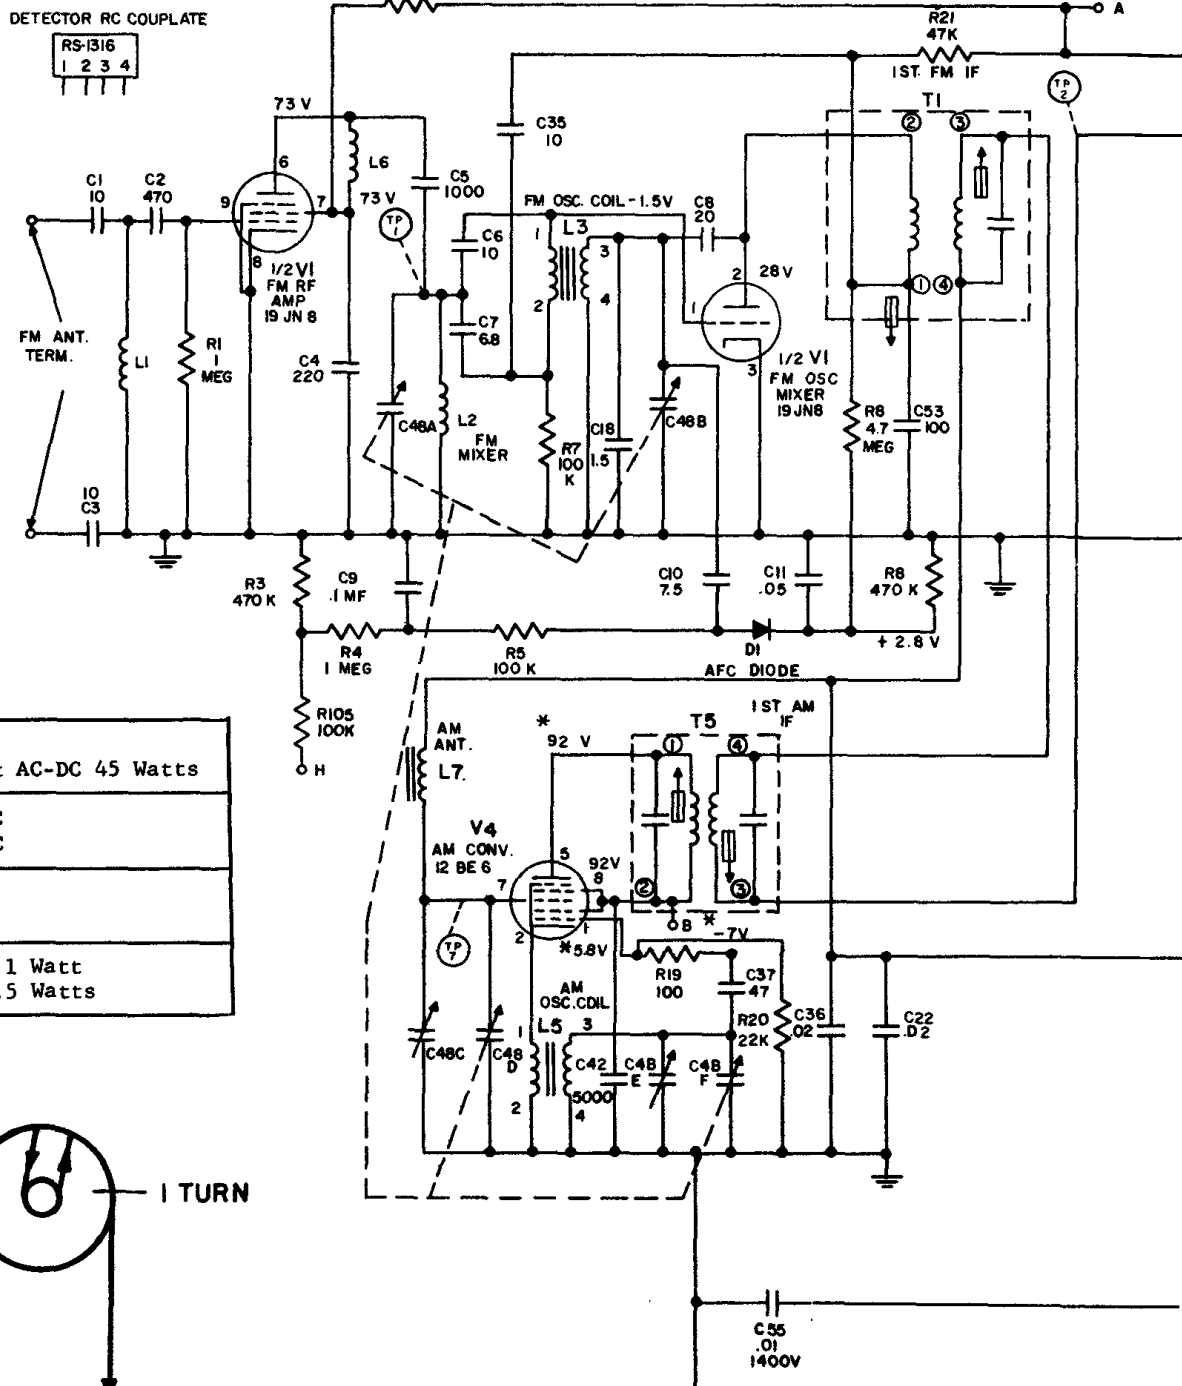 DETECTOR RC COUPLATE
RS-1316
1 2 3 4
A
R21
47K
1ST FM IF
TP
2
T1
2
3
73 V
6
L6
C35
10
C1
10
C2
470
9
7
73 V
C5
1000
TP
1
FM OSC. COIL -1.5V
C8
20
C6
10
1
L3
3
8
1/2 V1
FM RF
AMP
19 JN 8
2
4
2
28V
1
1
4
FM ANT.
TERM.
L1
R1
1
MEG
C4
220
C7
6.8
3
1/2 V1
FM OSC
MIXER
19JN8
C48A
L2
FM
MIXER
R7
100
K
C18
1.5
C48B
R6
4.7
MEG
C53
100
10
C3
R3
470 K
C9
.1 MF
C10
7.5
C11
.05
R8
470 K
R4
1 MEG
R5
100 K
D1
+ 2.8 V
AFC DIODE
R105
100K
H
AM
ANT.
L7
*
92 V
T5
1 ST AM
IF
1
4
AC-DC 45 Watts
V4
AM CONV.
12 BE 6
5
92V
8
7
2
1
2
3
B
*
-7V
*5.8V
TP
7
1 Watt
.5 Watts
R19
100
C37
47
AM
OSC. COIL
1
L5
3
R20
22K
C36
.02
C22
.02
C48C
C48
D
C42
5000
C48
E
C48
F
2
4
1 TURN
C55
.01
1400V